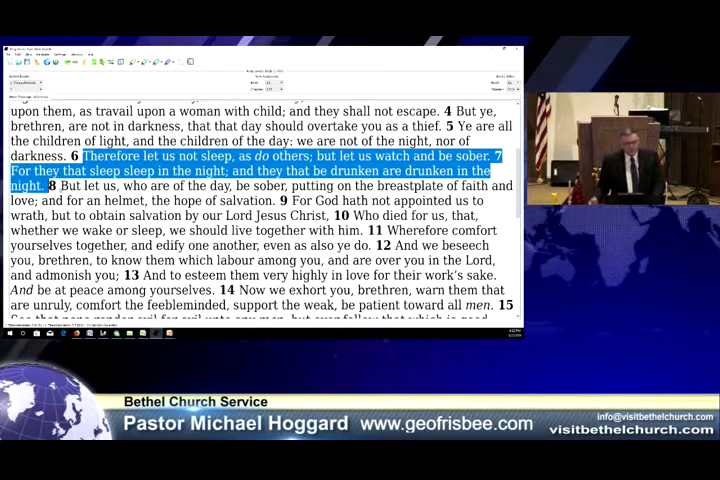 upon them, as travail upon a woman with child; and they shall not escape. 4 But ye,
brethren, are not in darkness, that that day should overtake you as a thief. 5 Ye are all
the children of light, and the children of the day: we are not of the night, nor of
darkness. 6 Therefore let us not sleep, as do others; but let us watch and be sober. 7
For they that sleep sleep in the night; and they that be drunken are drunken in the
night. 8 But let us, who are of the day, be sober, putting on the breastplate of faith and
love; and for an helmet, the hope of salvation. 9 For God hath not appointed us to
wrath, but to obtain salvation by our Lord Jesus Christ, 10 Who died for us, that,
whether we wake or sleep, we should live together with him. 11 Wherefore comfort
yourselves together, and edify one another, even as also ye do. 12 And we beseech
you, brethren, to know them which labour among you, and are over you in the Lord,
and admonish you; 13 And to esteem them very highly in love for their work's sake.
And be at peace among yourselves. 14 Now we exhort you, brethren, warn them that
are unruly, comfort the feebleminded, support the weak, be patient toward all men. 15
Bethel Church Service
Pastor Michael Hoggard www.geofrisbee.com
info@visitbethelchurch.com
visitbethelchurch.com